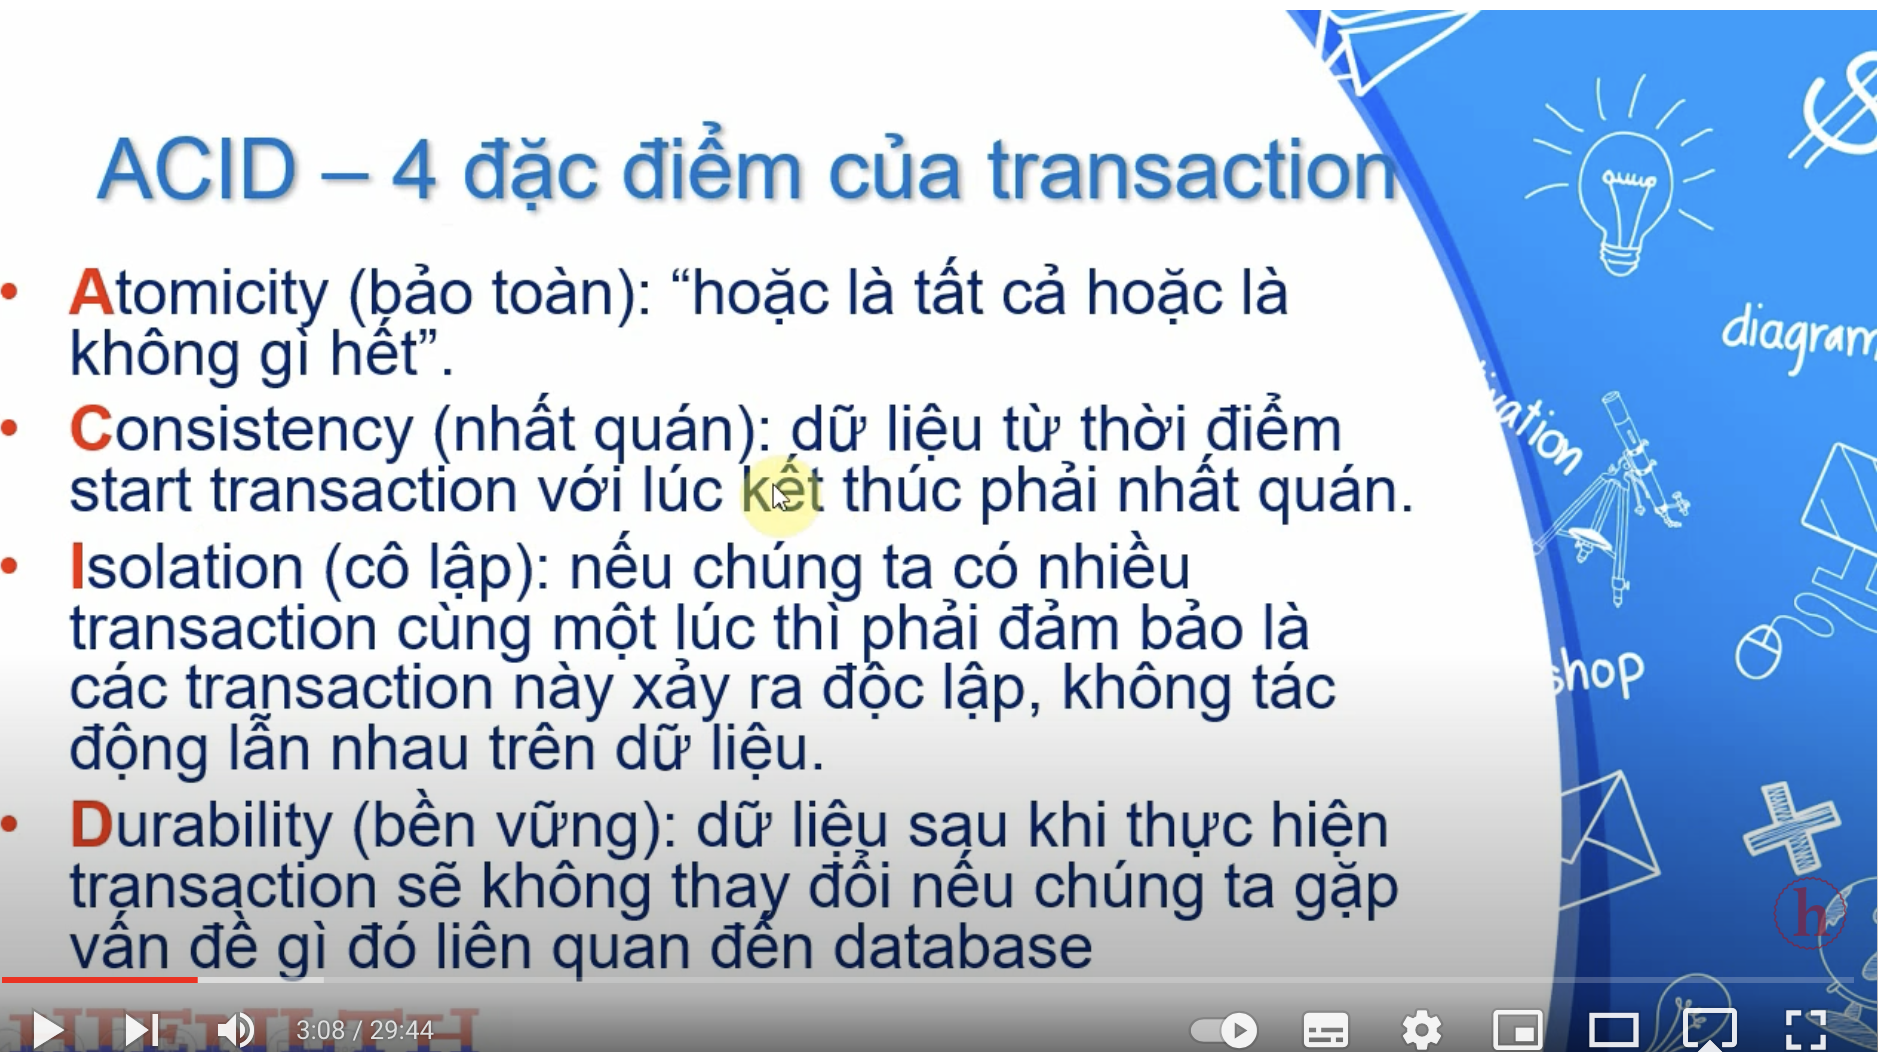 ACID – 4 đặc điểm của transaction
• Atomicity (bảo toàn): “hoặc là tất cả hoặc là
không gì hết”.
• Consistency (nhất quán): dữ liệu từ thời điểm
start transaction với lúc kết thúc phải nhất quán.
• Isolation (cô lập): nếu chúng ta có nhiều
transaction cùng một lúc thì phải đảm bảo là
các transaction này xảy ra độc lập, không tác
động lẫn nhau trên dữ liệu.
• Durability (bền vững): dữ liệu sau khi thực hiện
transaction sẽ không thay đổi nếu chúng ta gặp
vấn đề gì đó liên quan đến database
$
diagram
vation
shop
h
3:08 / 29:44